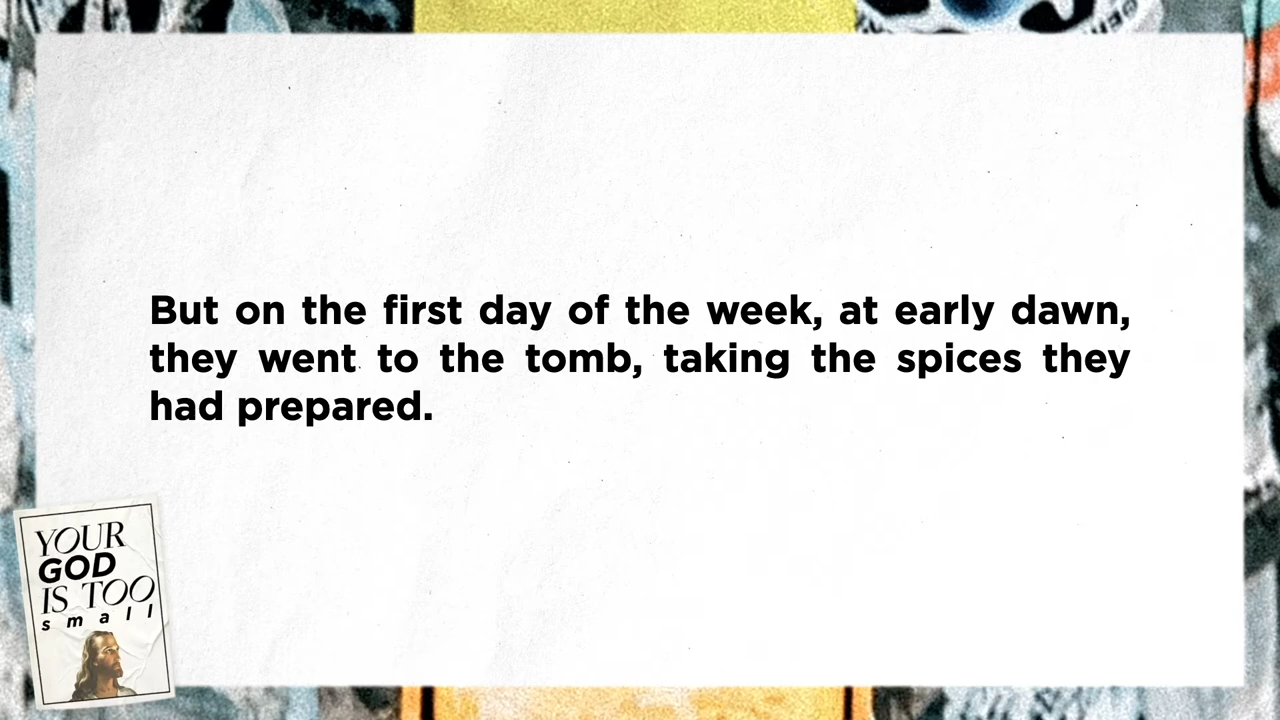 But on the first day of the week, at early dawn,
they went to the tomb, taking the spices they
had prepared.
YOUR
GOD
IS TOO
small